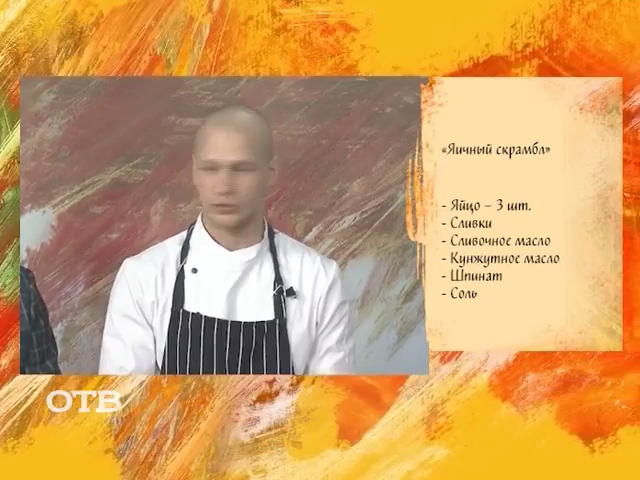 «Яичный скрамбл»
- Яйцо – 3 шт.
- Сливки
- Сливочное масло
- Кунжутное масло
- Шпинат
- Соль
ОТВ